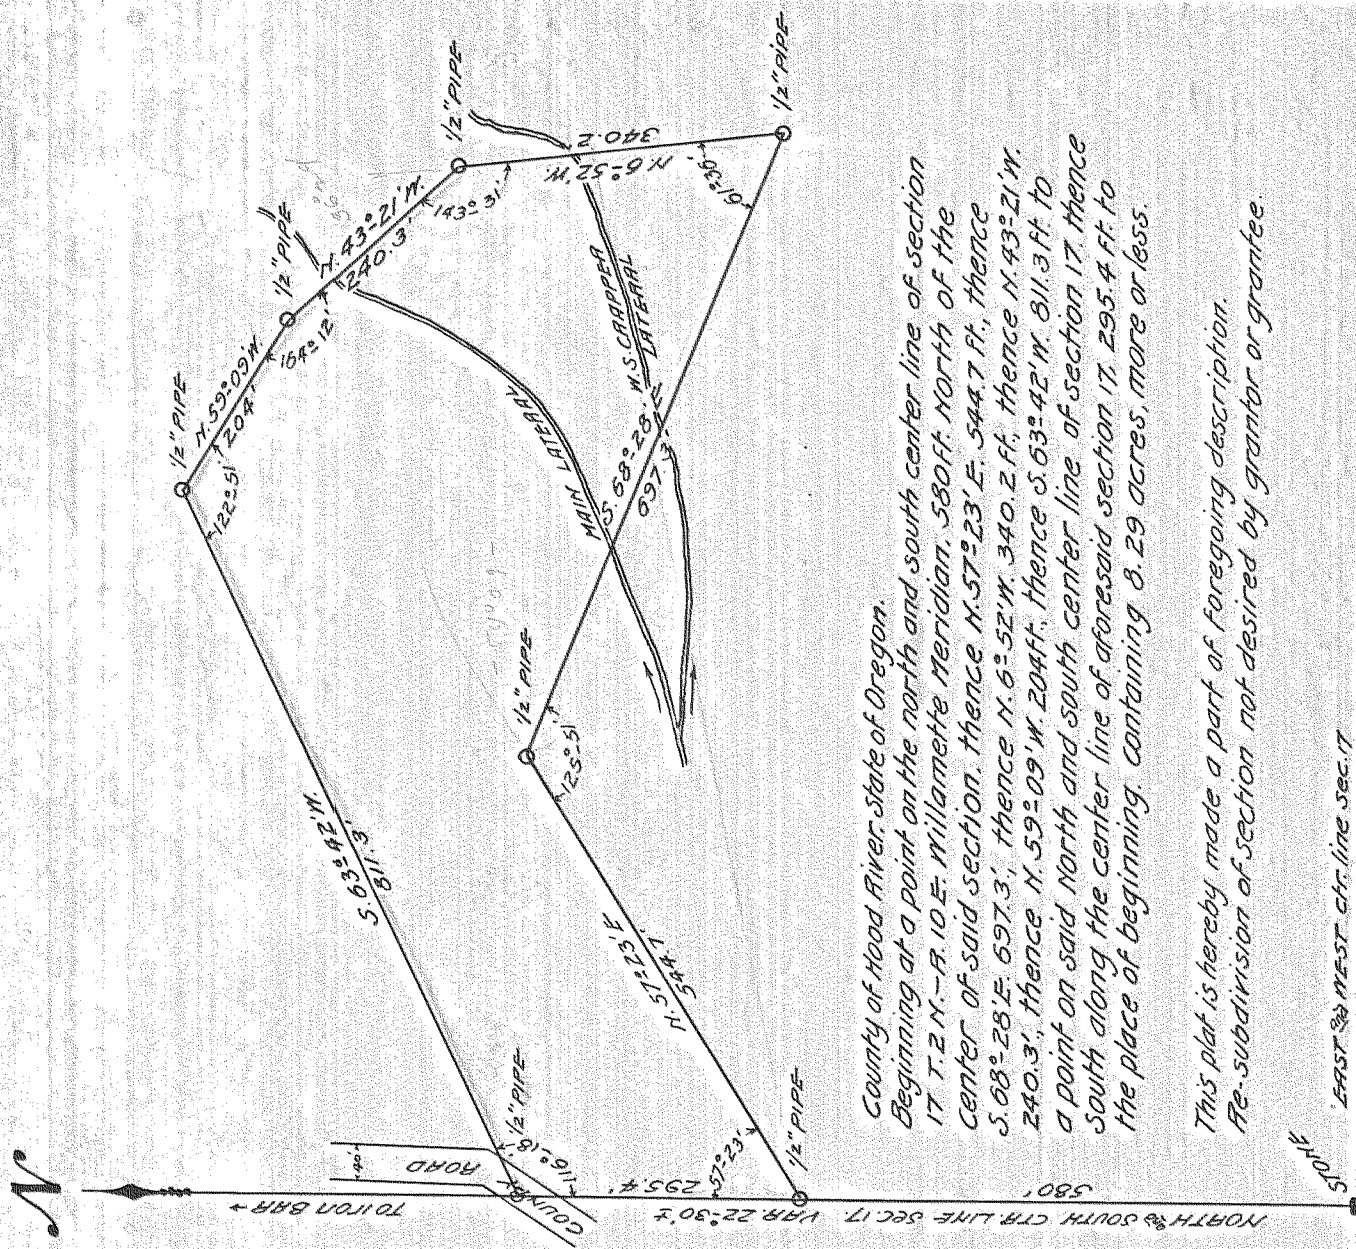 N
TO IRON BAR
COUNTY
ROAD
40'
1/2" PIPE
116°-18'
295.4'
57°-23'
1/2" PIPE
VAR 22°-30'±
NORTH and SOUTH CTR. LINE SEC 17
580'
STONE
EAST and WEST ctr. line Sec. 17
S. 63° 42' W.
811.3'
N. 57°-23' E
544.7
1/2" PIPE
125°-51'
1/2" PIPE
122°-51'
N. 59°-09' W.
204'
1/2" PIPE
164°-12'
N. 43°-21' W.
240.3'
1/2" PIPE
143°-31'
340.2
N. 6°-52' W.
61°-36'
1/2" PIPE
MAIN LATERAL
W.S. CRAPPER
LATERAL
S. 68°-28' E
697.3
County of Hood River. State of Oregon.
Beginning at a point on the north and south center line of section
17 T. 2 N.-R. 10 E. Willamette Meridian. 580 ft. North of the
center of said section. thence N. 57°-23' E. 544.7 ft., thence
S. 68°-28' E. 697.3', thence N. 6°-52' W. 340.2 ft, thence N. 43°-21' W.
240.3', thence N. 59°-09' W. 204 ft., thence S. 63°-42' W. 811.3 ft. to
a point on said North and south center line of section 17. thence
South along the center line of aforesaid section 17. 295.4 ft. to
the place of beginning. containing 8.29 acres, more or less.
This plat is hereby made a part of foregoing description.
Re-subdivision of section not desired by grantor or grantee.